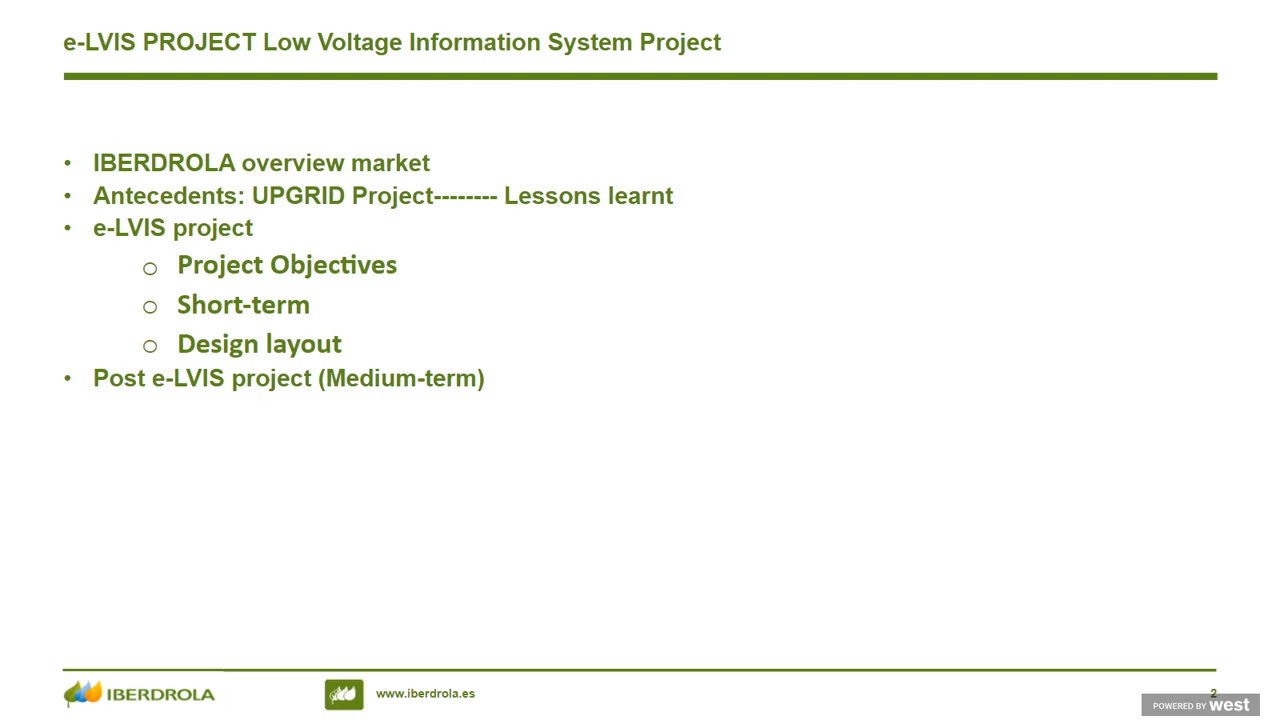 e-LVIS PROJECT Low Voltage Information System Project
• IBERDROLA overview market
• Antecedents: UPGRID Project-------- Lessons learnt
• e-LVIS project
o Project Objectives
o Short-term
o Design layout
• Post e-LVIS project (Medium-term)
IBERDROLA
www.iberdrola.es
2
POWERED BY west